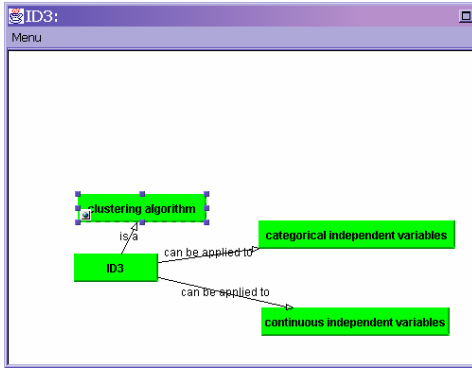 ID3:
Menu
clustering algorithm
is a
can be applied to
categorical independent variables
ID3
can be applied to
continuous independent variables